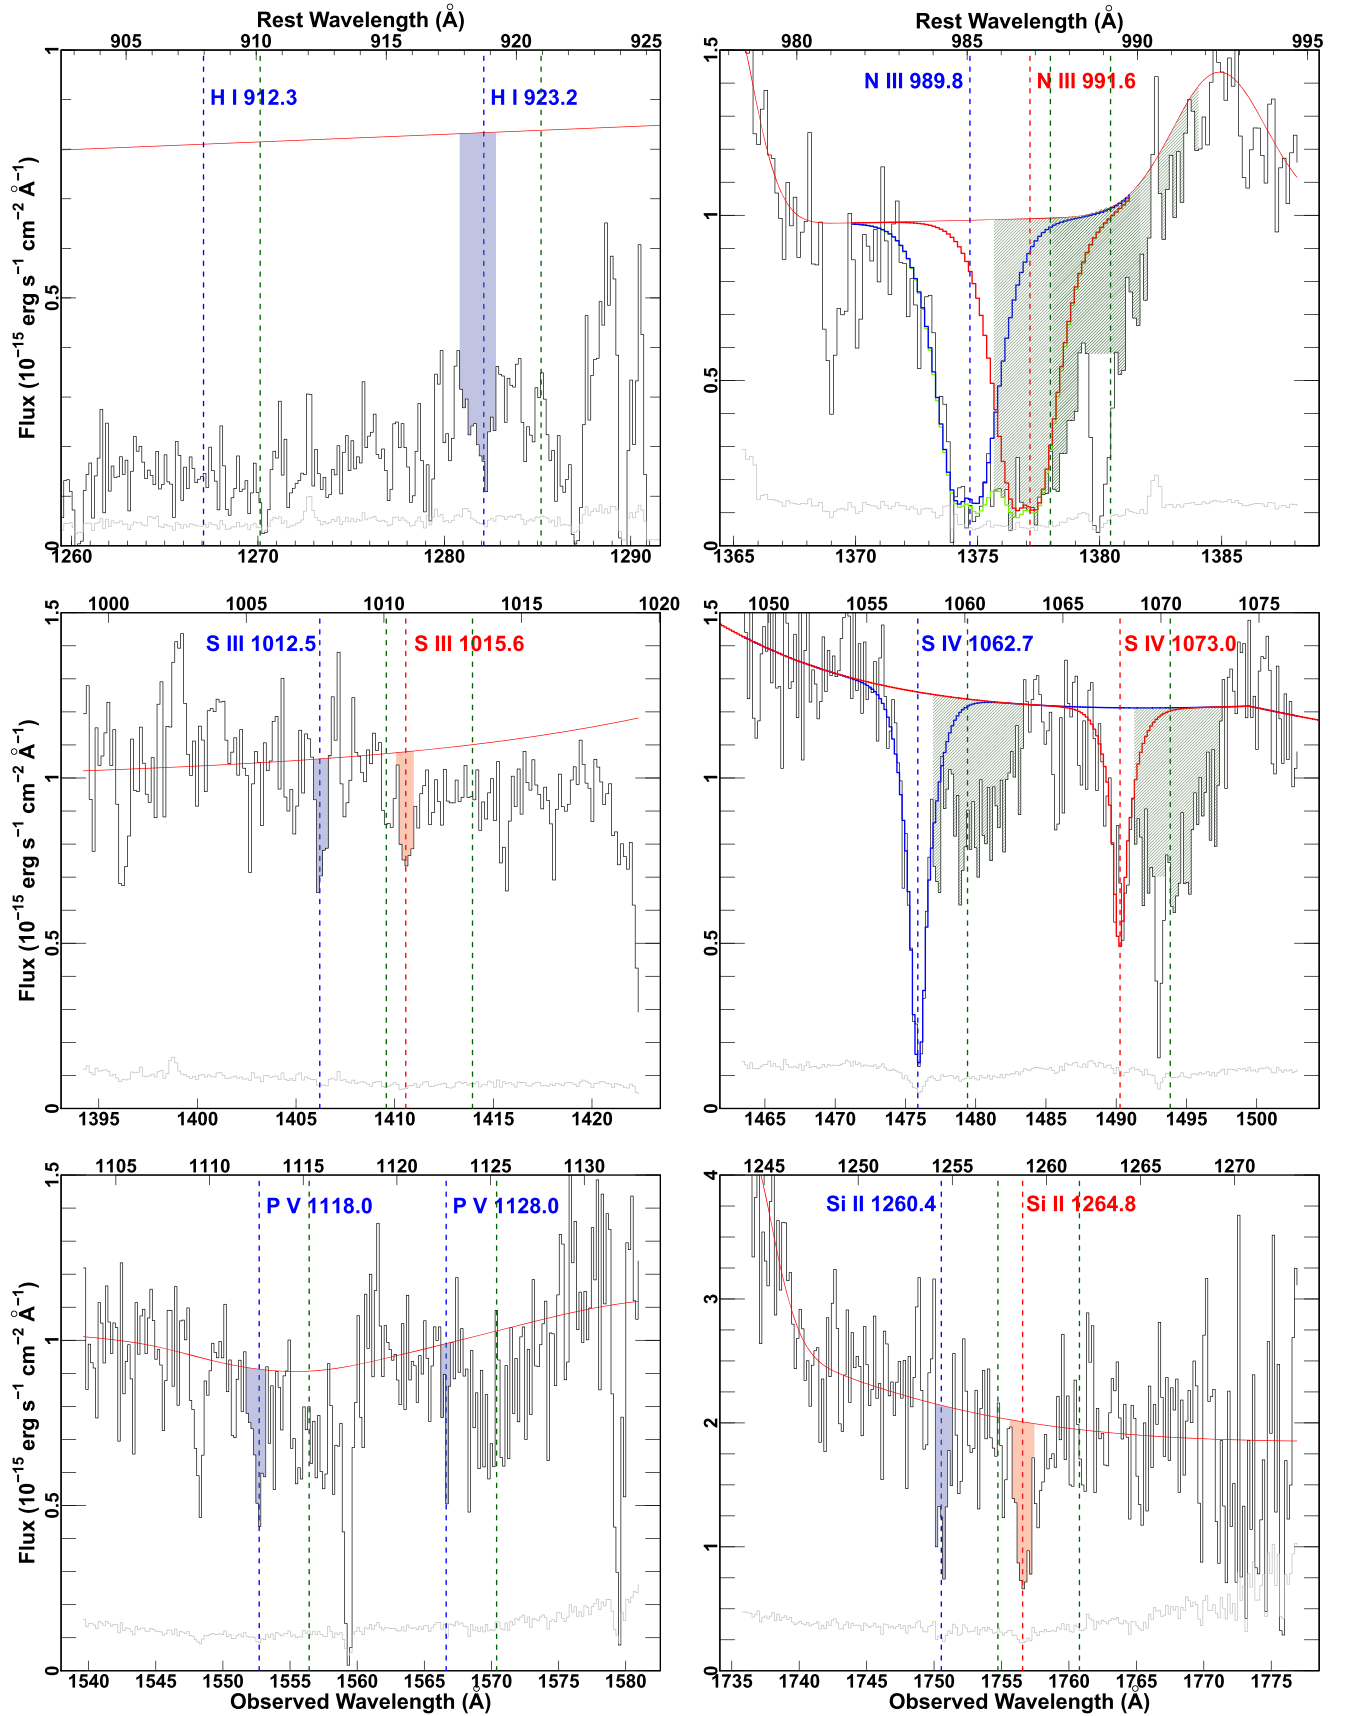 Rest Wavelength (Å)
Rest Wavelength (Å)
905 910 915 920 925
980 985 990 995
1
0.5
0
Flux (10⁻¹⁵ erg s⁻¹ cm⁻² Å⁻¹)
H I 912.3
H I 923.2
1260 1270 1280 1290
1.5
1
0.5
0
N III 989.8
N III 991.6
1365 1370 1375 1380 1385
1000 1005 1010 1015 1020
1050 1055 1060 1065 1070 1075
1.5
1
0.5
0
Flux (10⁻¹⁵ erg s⁻¹ cm⁻² Å⁻¹)
S III 1012.5
S III 1015.6
1395 1400 1405 1410 1415 1420
1.5
1
0.5
0
S IV 1062.7
S IV 1073.0
1465 1470 1475 1480 1485 1490 1495 1500
1105 1110 1115 1120 1125 1130
1245 1250 1255 1260 1265 1270
1.5
1
0.5
0
Flux (10⁻¹⁵ erg s⁻¹ cm⁻² Å⁻¹)
P V 1118.0
P V 1128.0
1540 1545 1550 1555 1560 1565 1570 1575 1580
Observed Wavelength (Å)
4
3
2
1
0
Si II 1260.4
Si II 1264.8
1735 1740 1745 1750 1755 1760 1765 1770 1775
Observed Wavelength (Å)